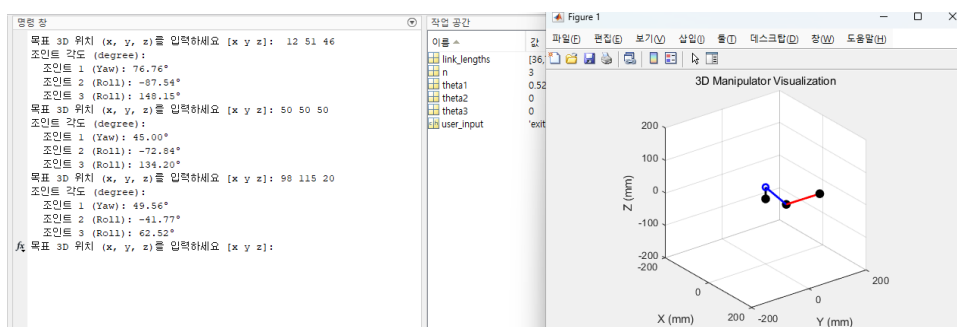 명령 창
목표 3D 위치 (x, y, z)를 입력하세요 [x y z]:  12 51 46
조인트 각도 (degree):
조인트 1 (Yaw): 76.76°
조인트 2 (Roll): -87.54°
조인트 3 (Roll): 148.15°
목표 3D 위치 (x, y, z)를 입력하세요 [x y z]: 50 50 50
조인트 각도 (degree):
조인트 1 (Yaw): 45.00°
조인트 2 (Roll): -72.84°
조인트 3 (Roll): 134.20°
목표 3D 위치 (x, y, z)를 입력하세요 [x y z]: 98 115 20
조인트 각도 (degree):
조인트 1 (Yaw): 49.56°
조인트 2 (Roll): -41.77°
조인트 3 (Roll): 62.52°
fx 목표 3D 위치 (x, y, z)를 입력하세요 [x y z]:
작업 공간
이름 값
link_lengths [36,
n 3
theta1 0.52
theta2 0
theta3 0
user_input 'exit
Figure 1
파일(F) 편집(E) 보기(V) 삽입(I) 툴(T) 데스크탑(D) 창(W) 도움말(H)
3D Manipulator Visualization
200
100
0
-100
-200
Z (mm)
-200
0
200
X (mm)
-200
0
200
Y (mm)